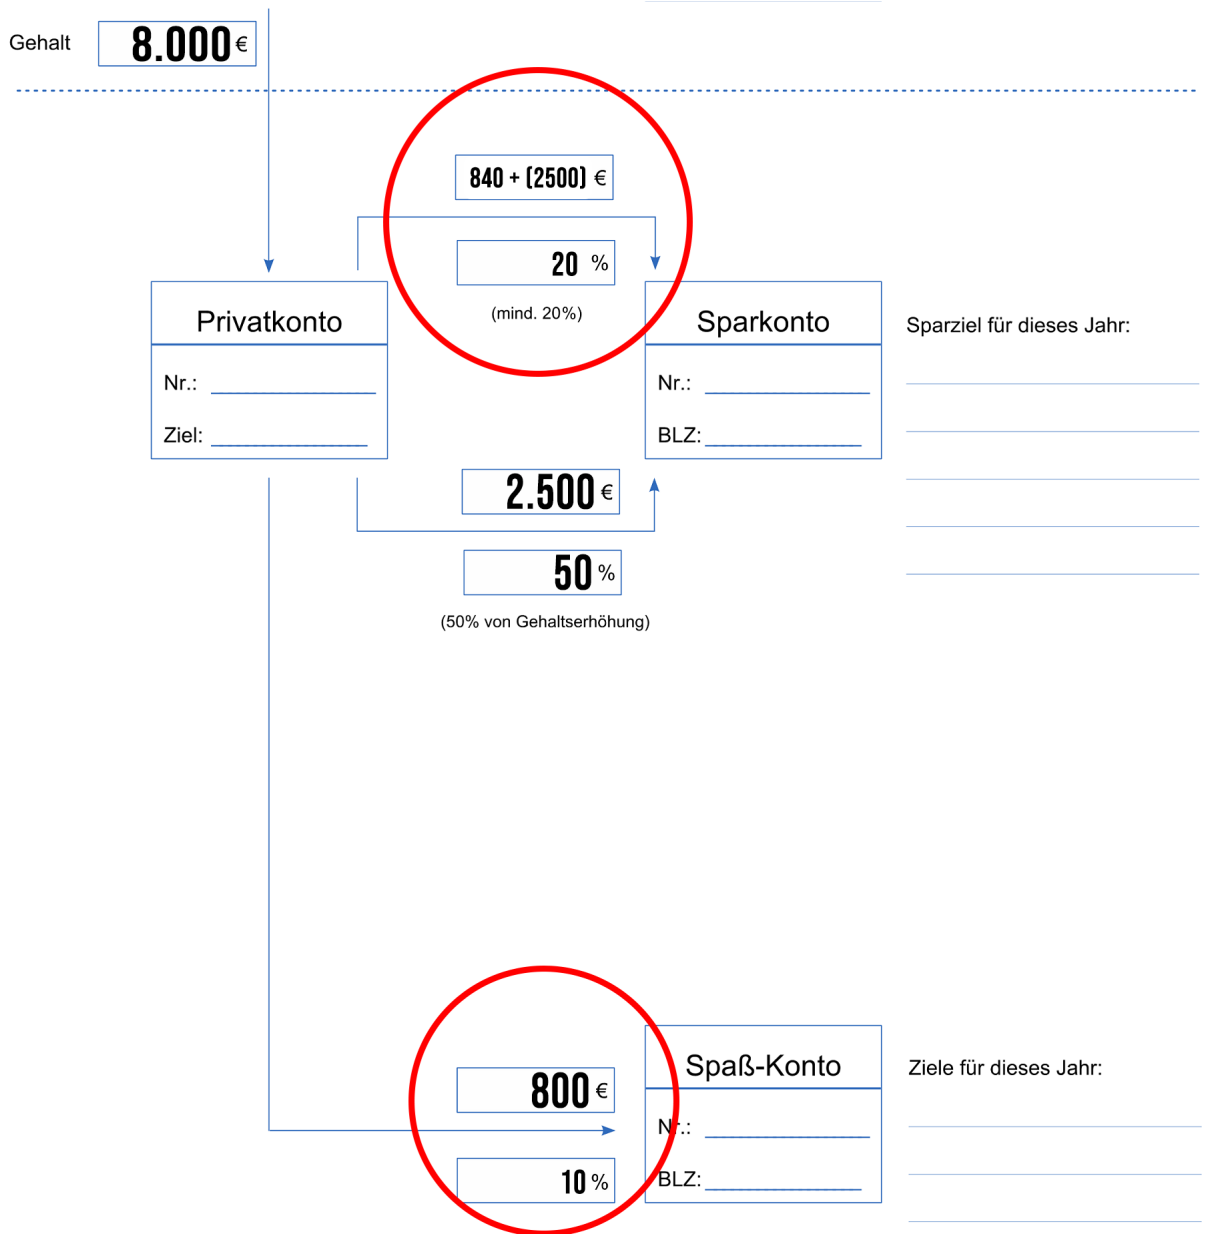 Gehalt 8.000 €
840 + (2500) €
20 %
(mind. 20%)
Privatkonto
Nr.:
Ziel:
Sparkonto
Nr.:
BLZ:
Sparziel für dieses Jahr:
2.500 €
50 %
(50% von Gehaltserhöhung)
800 €
10 %
Spaß-Konto
Nr.:
BLZ:
Ziele für dieses Jahr: